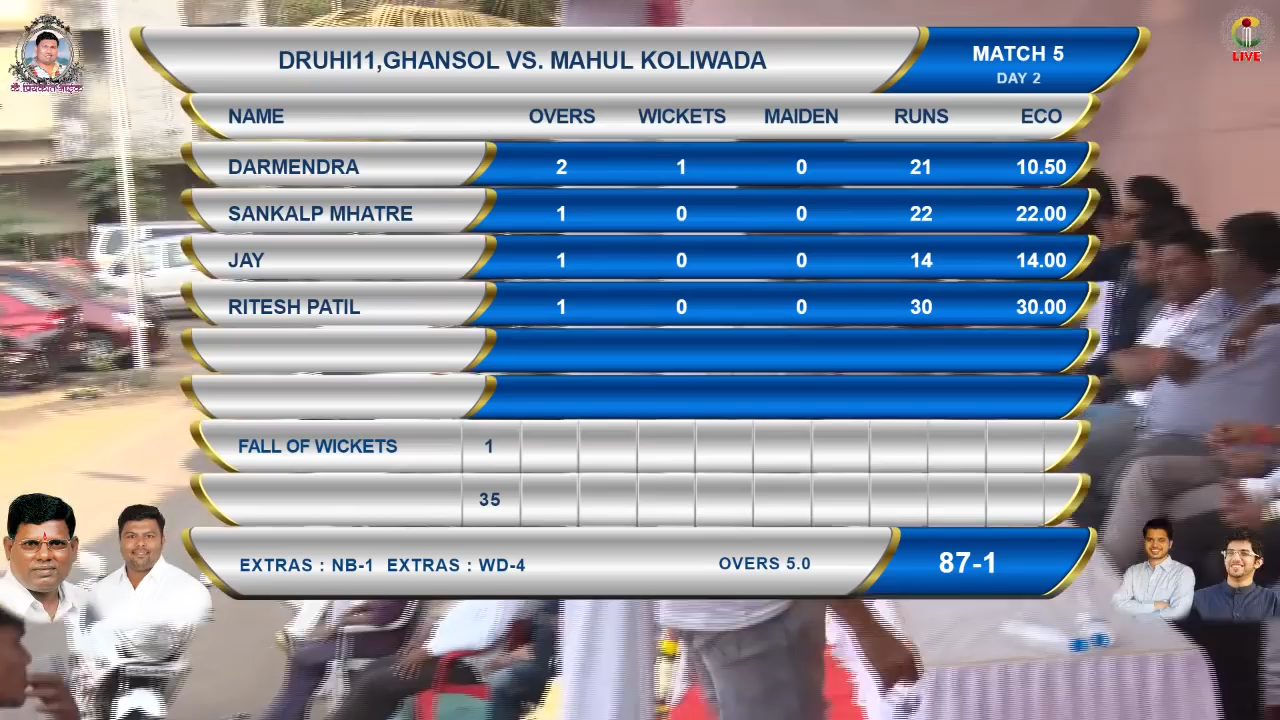 DRUHI11,GHANSOL VS. MAHUL KOLIWADA
MATCH 5
DAY 2
LIVE
NAME OVERS WICKETS MAIDEN RUNS ECO
DARMENDRA 2 1 0 21 10.50
SANKALP MHATRE 1 0 0 22 22.00
JAY 1 0 0 14 14.00
RITESH PATIL 1 0 0 30 30.00
FALL OF WICKETS 1
35
EXTRAS : NB-1 EXTRAS : WD-4 OVERS 5.0 87-1